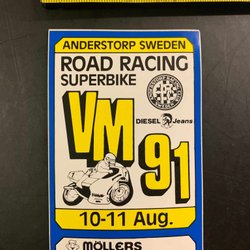 ANDERSTORP SWEDEN
ROAD RACING
SUPERBIKE
VM
DIESEL Jeans
91
10-11 Aug.
MÖLLERS